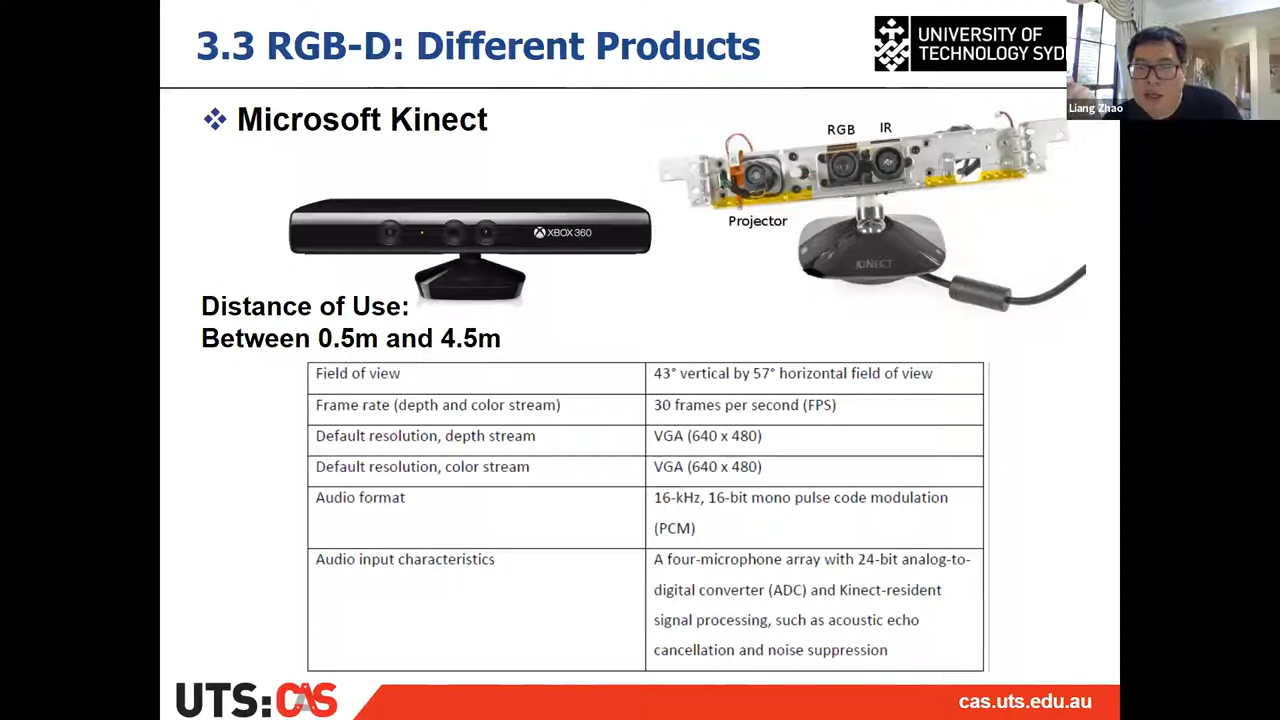 3.3 RGB-D: Different Products
UNIVERSITY OF
TECHNOLOGY SYD
Liang Zhao
❖ Microsoft Kinect
RGB
IR
Projector
KINECT
XBOX 360
Distance of Use:
Between 0.5m and 4.5m
Field of view
43° vertical by 57° horizontal field of view
Frame rate (depth and color stream)
30 frames per second (FPS)
Default resolution, depth stream
VGA (640 x 480)
Default resolution, color stream
VGA (640 x 480)
Audio format
16-kHz, 16-bit mono pulse code modulation
(PCM)
Audio input characteristics
A four-microphone array with 24-bit analog-to-
digital converter (ADC) and Kinect-resident
signal processing, such as acoustic echo
cancellation and noise suppression
UTS:CAS
cas.uts.edu.au